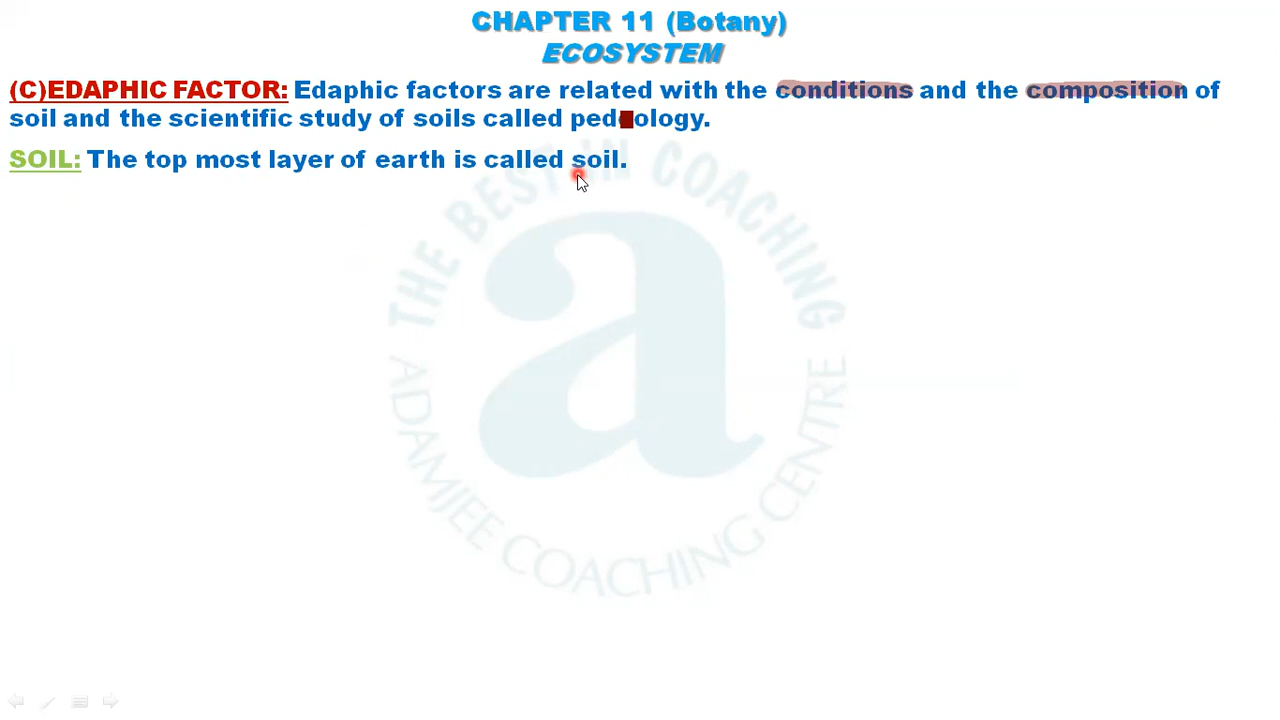 CHAPTER 11 (Botany)
ECOSYSTEM
(C)EDAPHIC FACTOR: Edaphic factors are related with the conditions and the composition of
soil and the scientific study of soils called
SOIL: The top most layer of earth is called soil.
THE BEST IN COACHING
ADAMJEE COACHING CENTRE
a